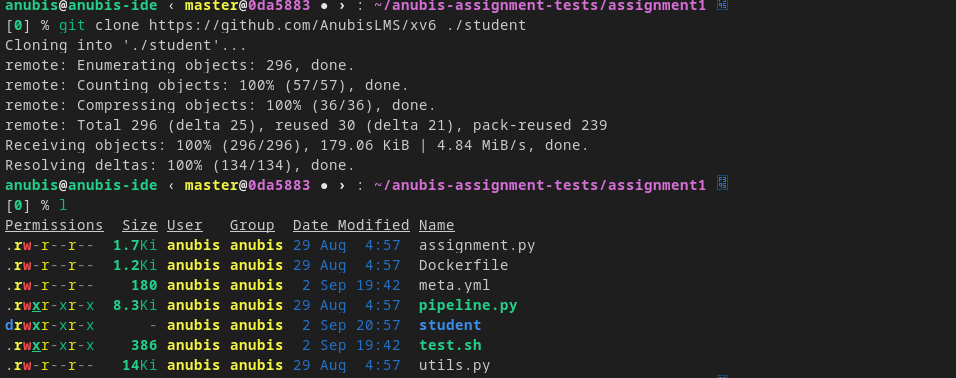 anubis@anubis-ide ‹ master@0da5883 ● › : ~/anubis-assignment-tests/assignment1
[0] % git clone https://github.com/AnubisLMS/xv6 ./student
Cloning into './student'...
remote: Enumerating objects: 296, done.
remote: Counting objects: 100% (57/57), done.
remote: Compressing objects: 100% (36/36), done.
remote: Total 296 (delta 25), reused 30 (delta 21), pack-reused 239
Receiving objects: 100% (296/296), 179.06 KiB | 4.84 MiB/s, done.
Resolving deltas: 100% (134/134), done.
anubis@anubis-ide ‹ master@0da5883 ● › : ~/anubis-assignment-tests/assignment1
[0] % l
Permissions Size User Group Date Modified Name
.rw-r--r-- 1.7Ki anubis anubis 29 Aug 4:57 assignment.py
.rw-r--r-- 1.2Ki anubis anubis 29 Aug 4:57 Dockerfile
.rw-r--r-- 180 anubis anubis 2 Sep 19:42 meta.yml
.rwxr-xr-x 8.3Ki anubis anubis 29 Aug 4:57 pipeline.py
drwxr-xr-x - anubis anubis 2 Sep 20:57 student
.rwxr-xr-x 386 anubis anubis 2 Sep 19:42 test.sh
.rw-r--r-- 14Ki anubis anubis 29 Aug 4:57 utils.py